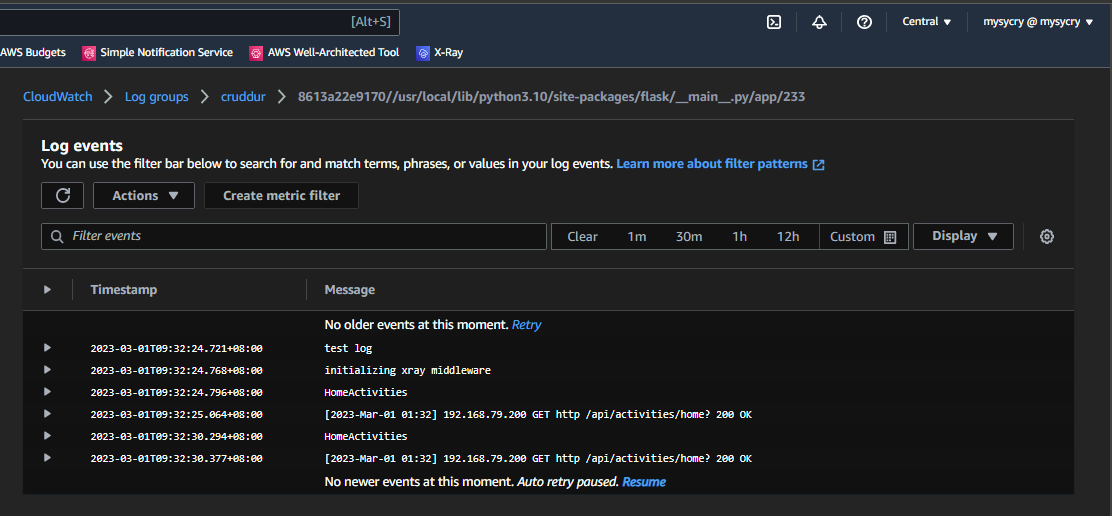 [Alt+S] Central mysycry @ mysycry
AWS Budgets Simple Notification Service AWS Well-Architected Tool X-Ray
CloudWatch Log groups cruddur 8613a22e9170//usr/local/lib/python3.10/site-packages/flask/__main__.py/app/233
Log events
You can use the filter bar below to search for and match terms, phrases, or values in your log events. Learn more about filter patterns
Actions Create metric filter
Filter events Clear 1m 30m 1h 12h Custom Display
Timestamp Message
No older events at this moment. Retry
2023-03-01T09:32:24.721+08:00 test log
2023-03-01T09:32:24.768+08:00 initializing xray middleware
2023-03-01T09:32:24.796+08:00 HomeActivities
2023-03-01T09:32:25.064+08:00 [2023-Mar-01 01:32] 192.168.79.200 GET http /api/activities/home? 200 OK
2023-03-01T09:32:30.294+08:00 HomeActivities
2023-03-01T09:32:30.377+08:00 [2023-Mar-01 01:32] 192.168.79.200 GET http /api/activities/home? 200 OK
No newer events at this moment. Auto retry paused. Resume